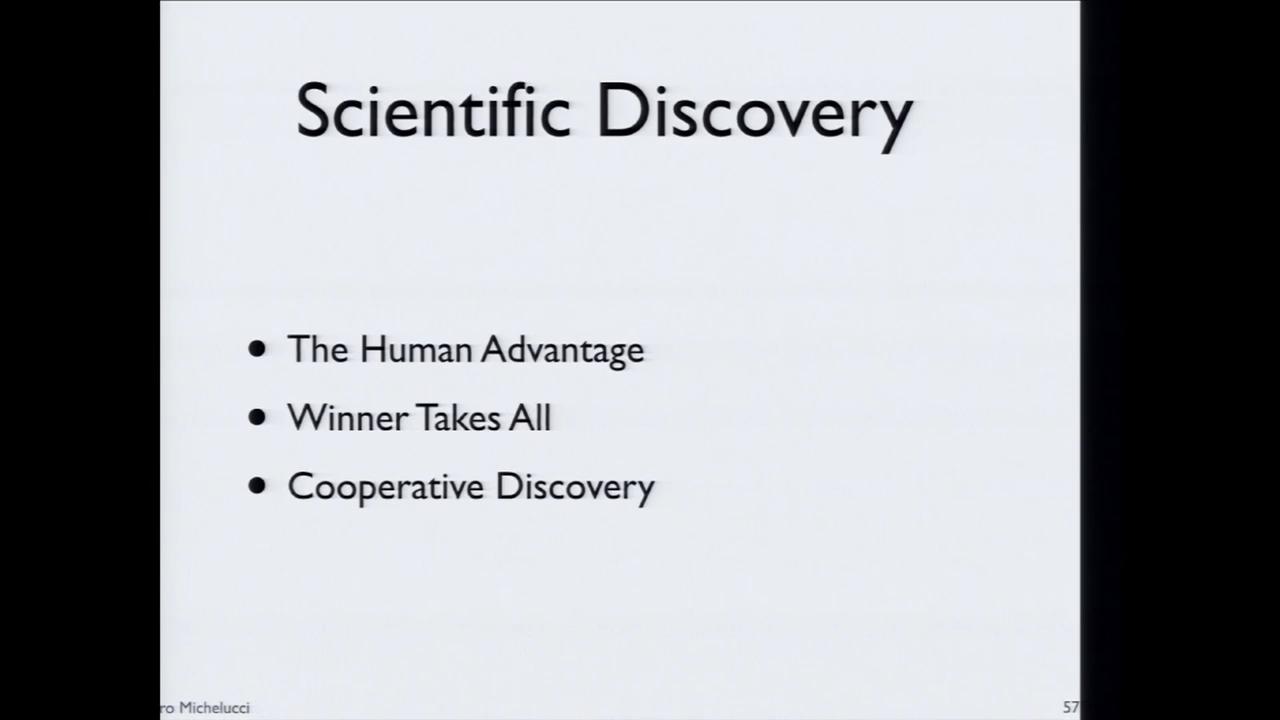 Scientific Discovery
• The Human Advantage
• Winner Takes All
• Cooperative Discovery
ro Michelucci
57